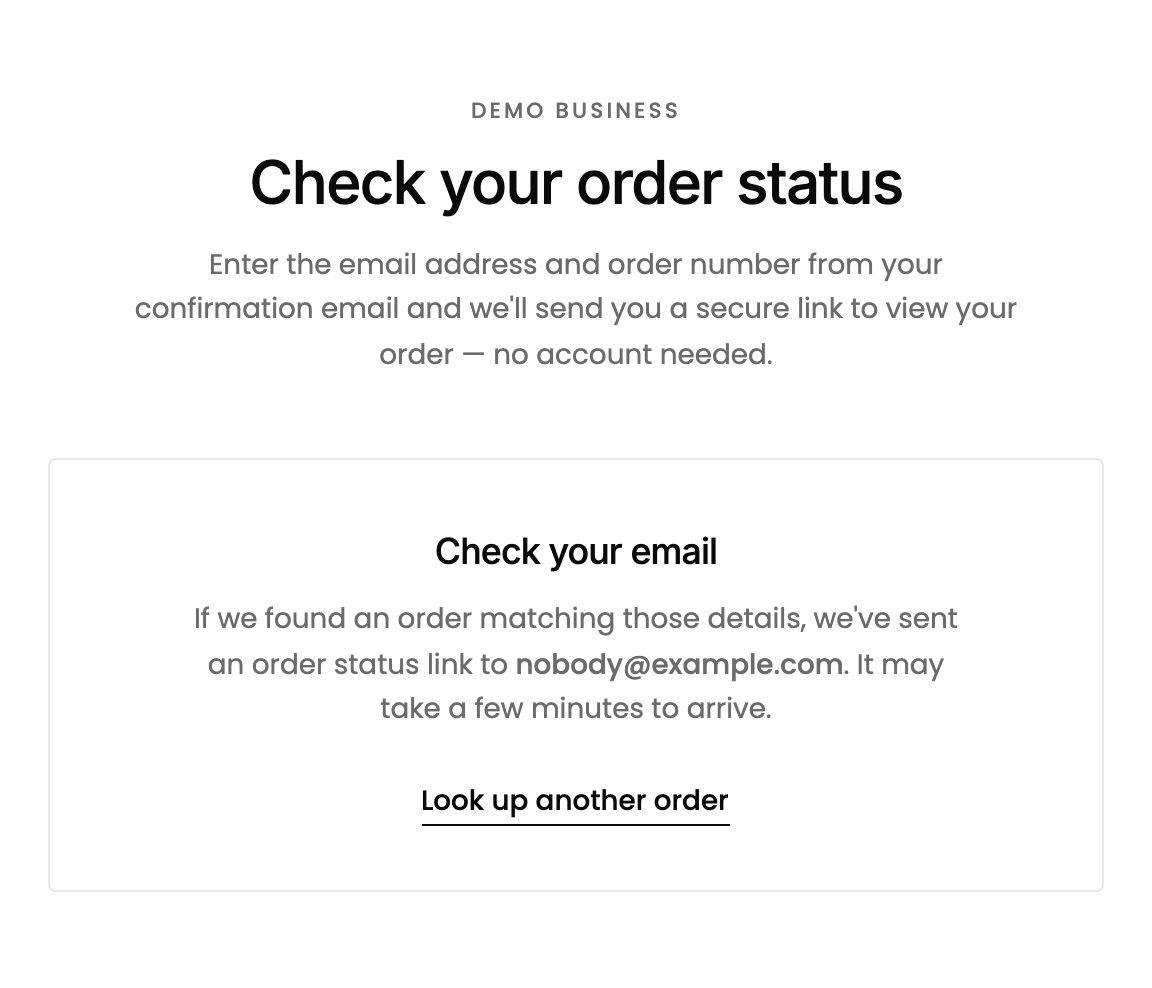 DEMO BUSINESS
Check your order status
Enter the email address and order number from your
confirmation email and we'll send you a secure link to view your
order — no account needed.
Check your email
If we found an order matching those details, we've sent
an order status link to nobody@example.com. It may
take a few minutes to arrive.
Look up another order